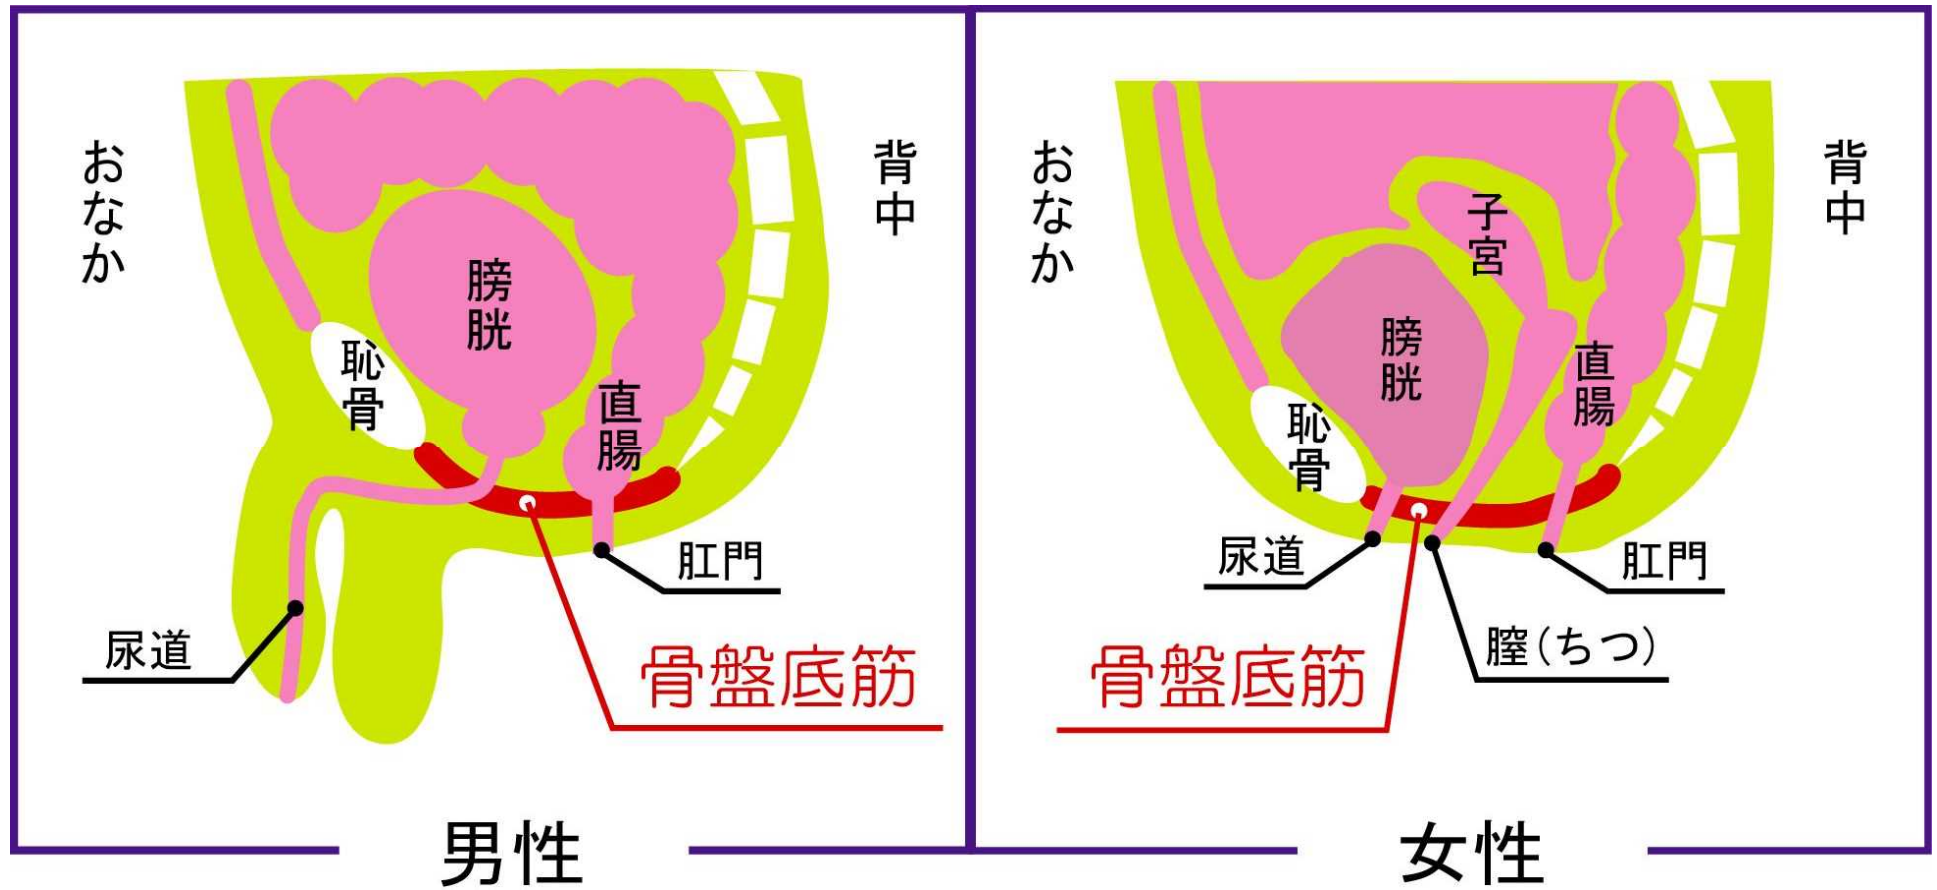 おなか
背中
膀胱
恥骨
直腸
肛門
尿道
骨盤底筋
男性
おなか
背中
子宮
膀胱
直腸
恥骨
尿道
肛門
膣(ちつ)
骨盤底筋
女性